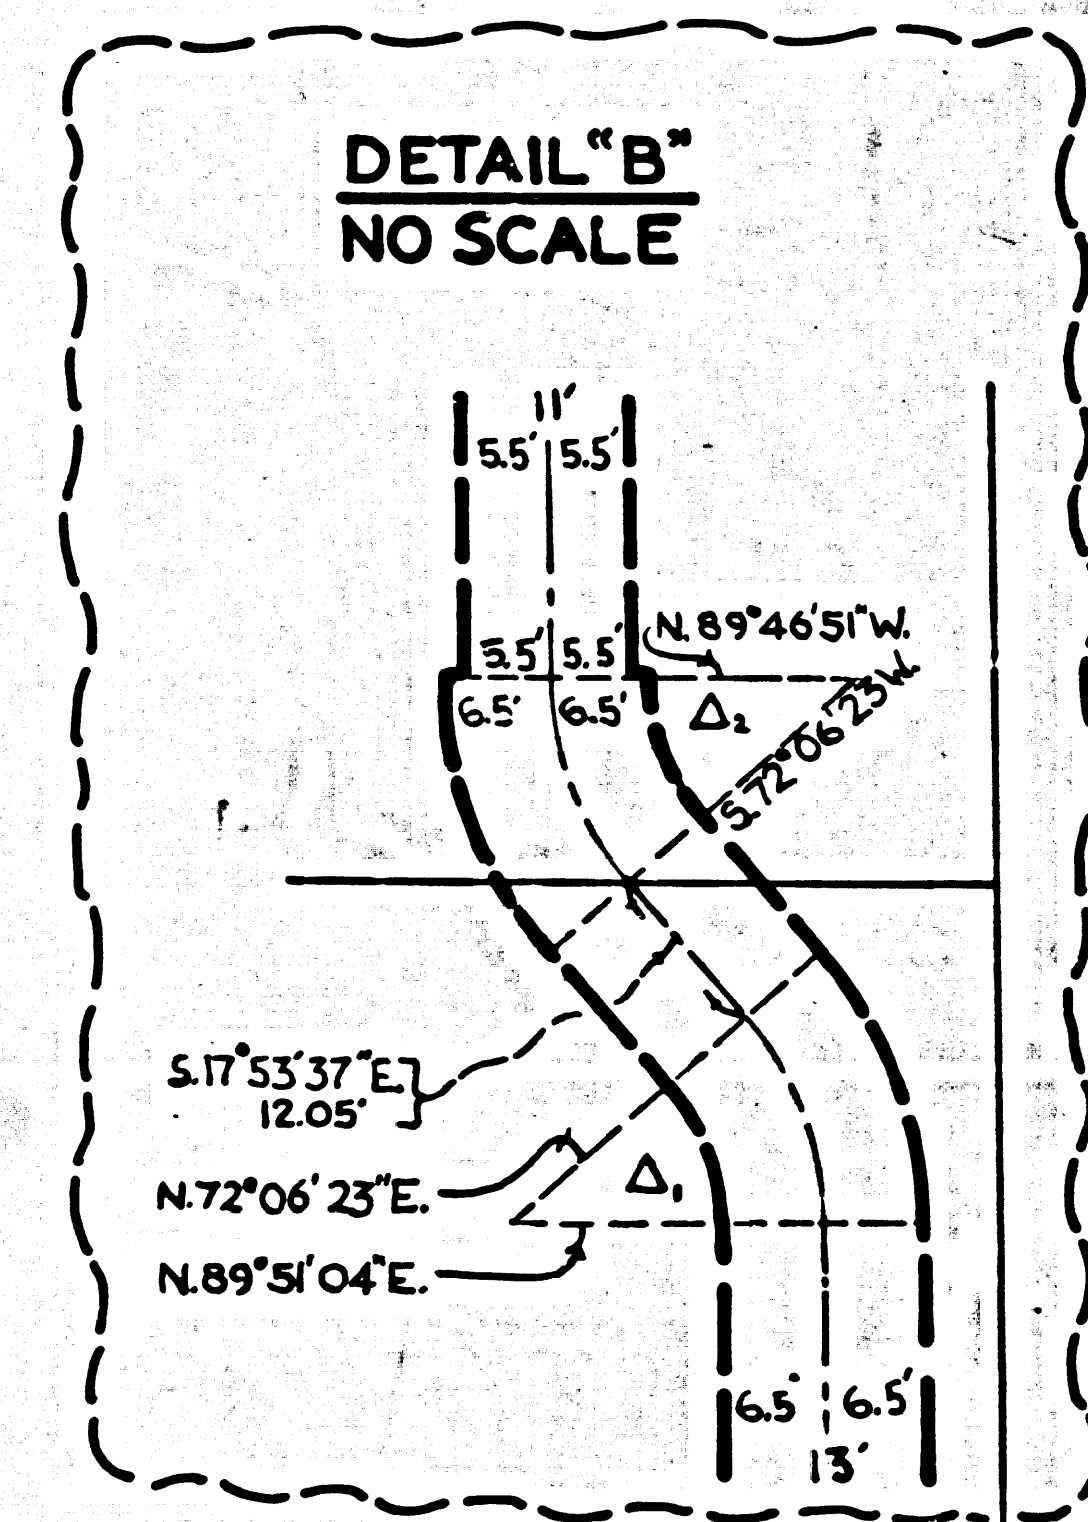 DETAIL "B"
NO SCALE
11'
5.5' 5.5'
N. 89°46'51" W.
5.5' 5.5'
6.5' 6.5'
Δ2
S. 72°06'23 W.
S. 17°53'37" E.
12.05'
N. 72°06'23" E.
Δ1
N. 89°51'04" E.
6.5' 6.5'
13'